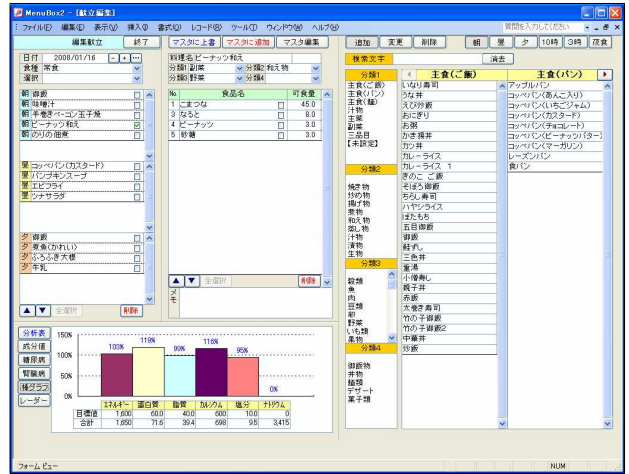 MenuBox2 - [献立編集]
ファイル(F) 編集(E) 表示(V) 挿入(I) 書式(O) レコード(R) ツール(T) ウィンドウ(W) ヘルプ(H) 質問を入力してください
編集献立 終了 マスタに上書 マスタに追加 マスタ編集 追加 変更 削除 朝 昼 夕 10時 3時 夜食
日付 2008/01/16 - + ...
食種 常食
選択
料理名 ピーナッツ和え
分類1 副菜 分類2 和え物
分類3 野菜 分類4
検索文字 消去
朝 御飯
朝 味噌汁
朝 手巻きベーコン玉子焼
朝 ピーナッツ和え
朝 のりの佃煮
昼 コッペパン(カスタード)
昼 パンプキンスープ
昼 エビフライ
昼 ツナサラダ
夕 御飯
夕 煮魚(かれい)
夕 ふろふき大根
夕 牛乳
▲ ▼ 全選択 削除
No. 食品名 可食量
1 こまつな 45.0
3 なると 8.0
4 ピーナッツ 3.0
5 砂糖 3.0
▲ ▼ 全選択 削除
メモ
分類1
主食(ご飯)
主食(パン)
主食(麺)
汁物
主菜
副菜
三品目
【未設定】
分類2
焼き物
炒め物
揚げ物
煮物
和え物
蒸し物
汁物
漬物
生物
分類3
穀類
魚
肉
豆類
卵
野菜
いも類
果物
分類4
御飯物
丼物
麺類
デザート
菓子類
主食(ご飯)
いなり寿司
うな丼
えび炒飯
おにぎり
お粥
かき揚丼
カツ丼
カレーライス
カレーライス 1
きのこ ご飯
そぼろ御飯
ちらし寿司
ハヤシライス
ぼたもち
五目御飯
御飯
鮭ずし
三色丼
重湯
小僧寿し
親子丼
赤飯
太巻き寿司
竹の子御飯
竹の子御飯2
中華丼
炒飯
主食(パン)
アップルパン
コッペパン(あんこ入り)
コッペパン(いちごジャム)
コッペパン(カスタード)
コッペパン(チョコレート)
コッペパン(ピーナッツバター)
コッペパン(マーガリン)
レーズンパン
食パン
分析表
成分値
糖尿病
腎臓病
棒グラフ
レーダー
150%
100%
50%
0%
103% 119% 99% 116% 95% 0%
エネルギー 蛋白質 脂質 カルシウム 塩分 ナトリウム
目標値 1,600 60.0 40.0 600 10.0 0
合計 1,650 71.6 39.4 698 9.5 3,415
フォーム ビュー NUM